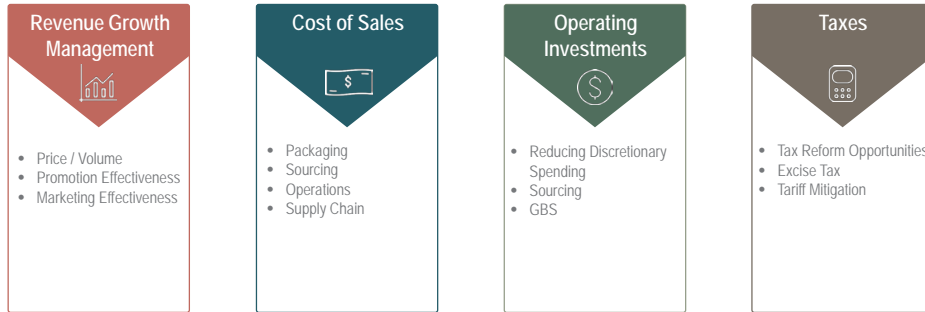 Revenue Growth
Management
• Price / Volume
• Promotion Effectiveness
• Marketing Effectiveness
Cost of Sales
$
• Packaging
• Sourcing
• Operations
• Supply Chain
Operating
Investments
$
• Reducing Discretionary
Spending
• Sourcing
• GBS
Taxes
• Tax Reform Opportunities
• Excise Tax
• Tariff Mitigation